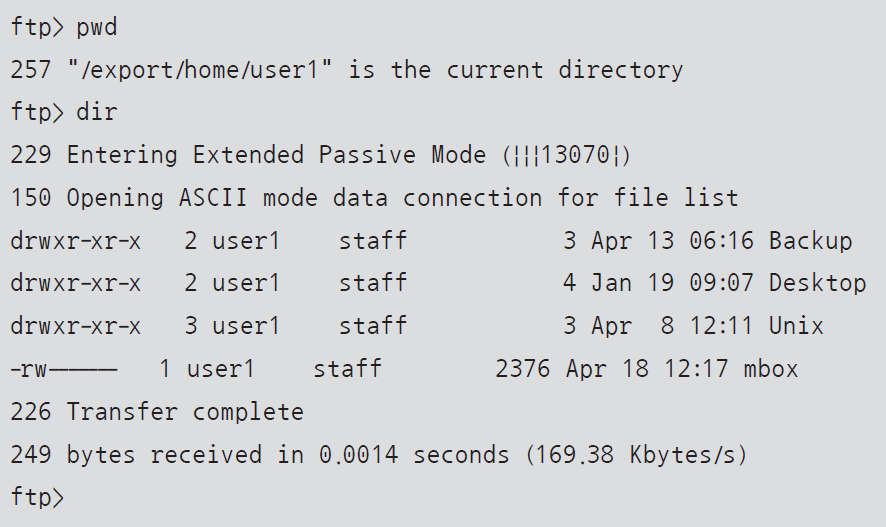 ftp> pwd
257 "/export/home/user1" is the current directory
ftp> dir
229 Entering Extended Passive Mode (|||13070|)
150 Opening ASCII mode data connection for file list
drwxr-xr-x   2 user1    staff           3 Apr 13 06:16 Backup
drwxr-xr-x   2 user1    staff           4 Jan 19 09:07 Desktop
drwxr-xr-x   3 user1    staff           3 Apr  8 12:11 Unix
-rw-------   1 user1    staff        2376 Apr 18 12:17 mbox
226 Transfer complete
249 bytes received in 0.0014 seconds (169.38 Kbytes/s)
ftp>